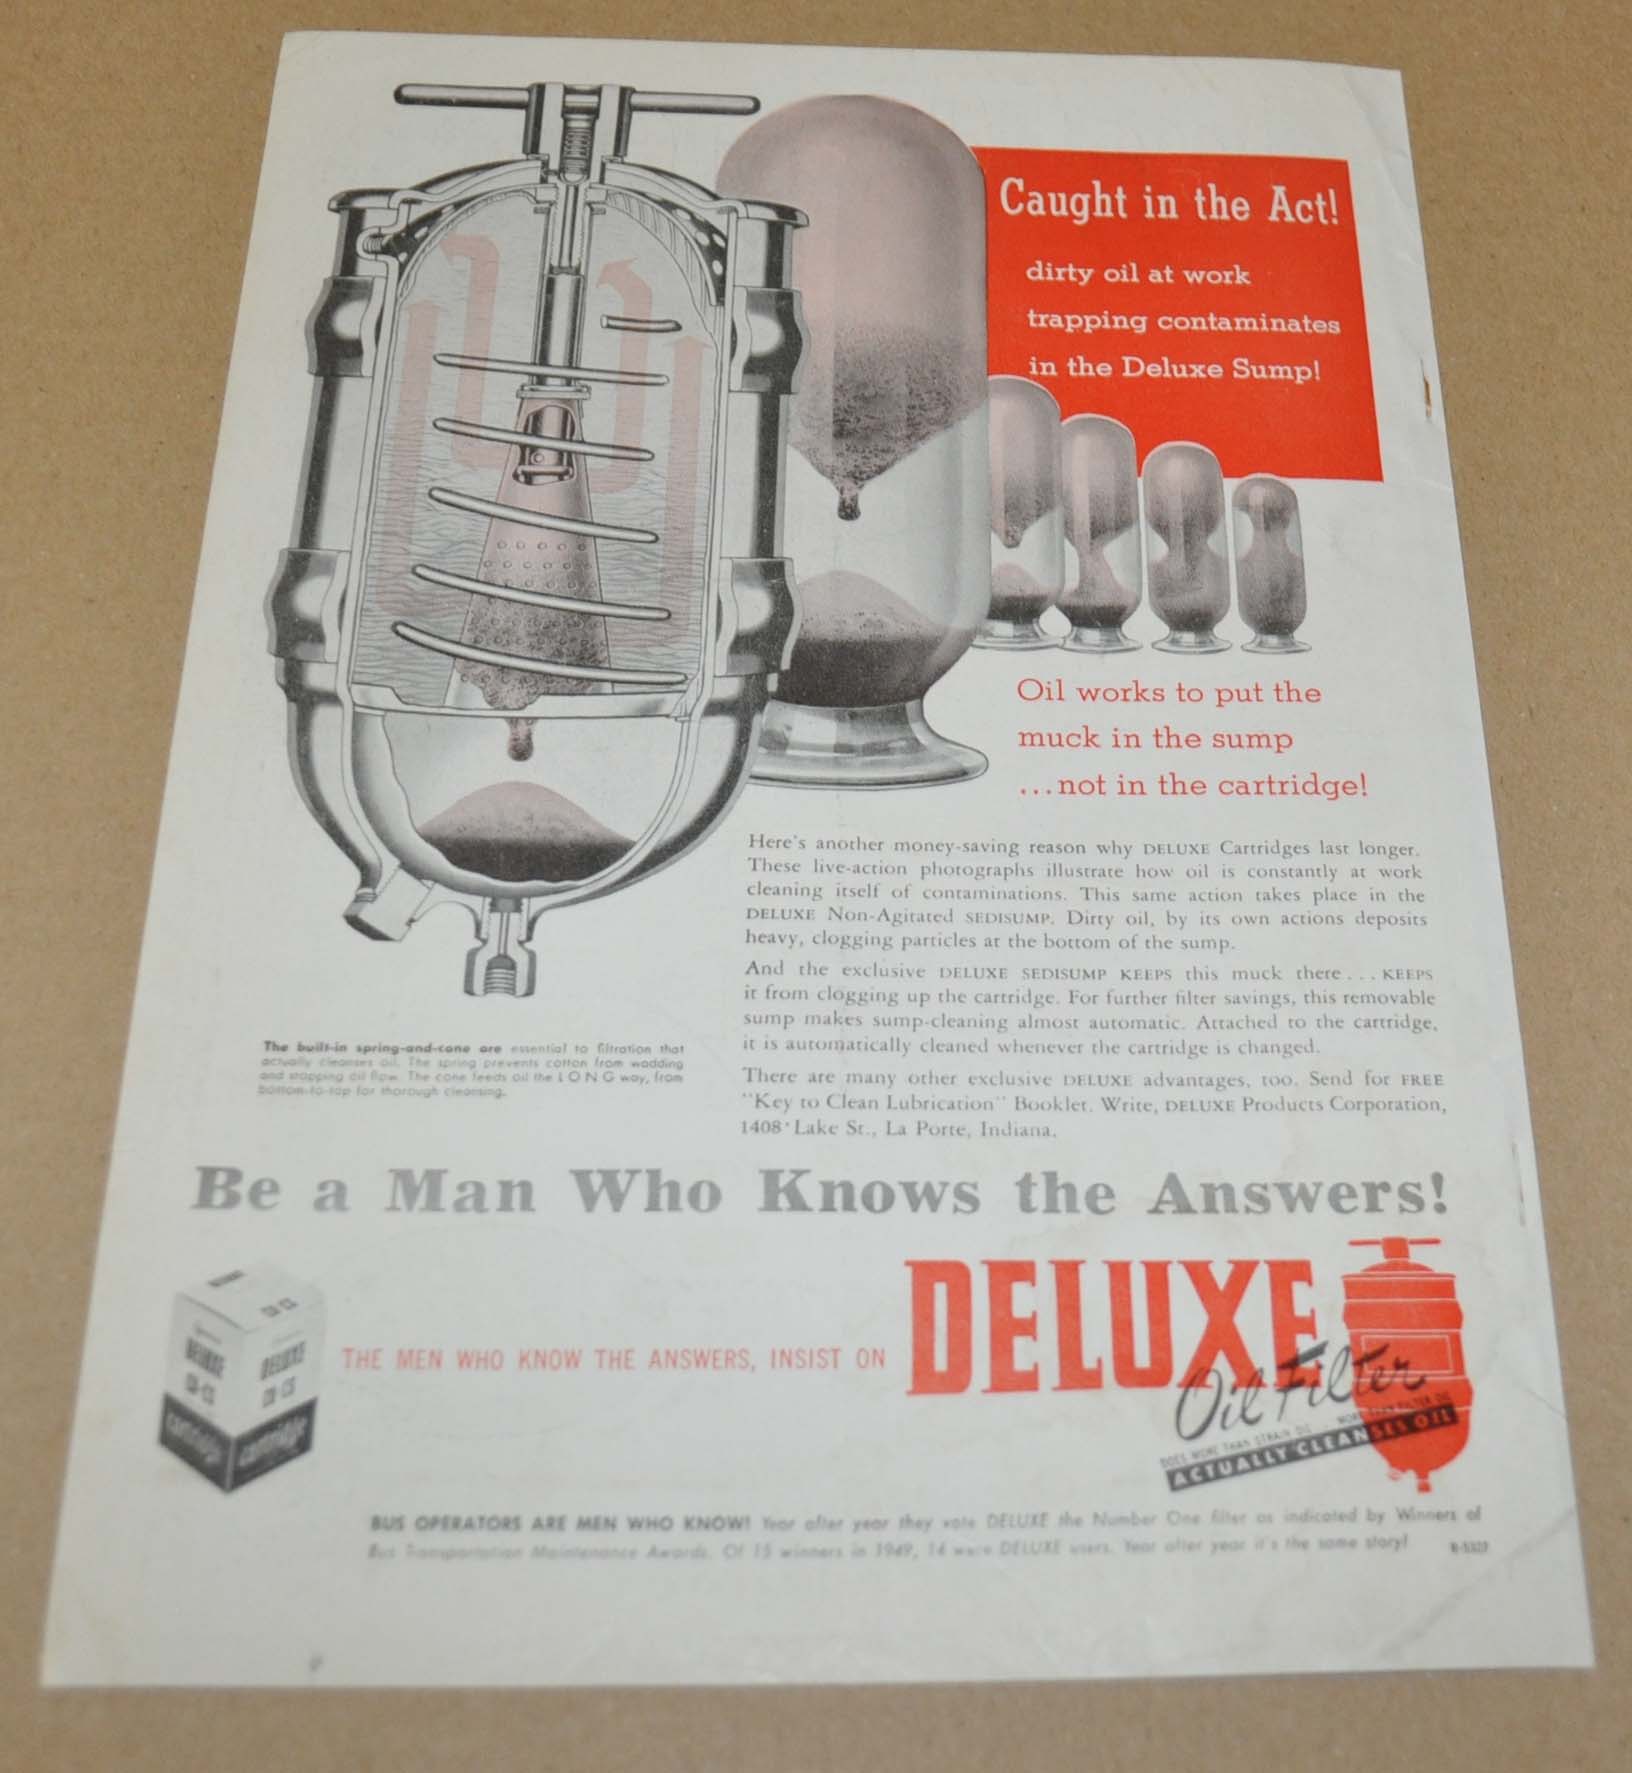 Caught in the Act!
dirty oil at work
trapping contaminates
in the Deluxe Sump!
Oil works to put the
muck in the sump
...not in the cartridge!
Here's another money-saving reason why DELUXE Cartridges last longer.
These live-action photographs illustrate how oil is constantly at work
cleaning itself of contaminations. This same action takes place in the
DELUXE Non-Agitated SEDISUMP. Dirty oil, by its own actions deposits
heavy, clogging particles at the bottom of the sump.
And the exclusive DELUXE SEDISUMP KEEPS this muck there... KEEPS
it from clogging up the cartridge. For further filter savings, this removable
sump makes sump-cleaning almost automatic. Attached to the cartridge,
it is automatically cleaned whenever the cartridge is changed.
There are many other exclusive DELUXE advantages, too. Send for FREE
"Key to Clean Lubrication" Booklet. Write, DELUXE Products Corporation,
1408 Lake St., La Porte, Indiana.
The built-in spring-and-cone are essential to filtration that
actually cleanses oil. The spring prevents cotton from wadding
and stopping oil flow. The cone feeds oil the LONG way, from
bottom-to-top for thorough cleansing.
Be a Man Who Knows the Answers!
DELUXE
cartridge
DELUXE
cartridge
THE MEN WHO KNOW THE ANSWERS, INSIST ON
DELUXE
Oil Filter
DOES MORE THAN STRAIN OIL
ACTUALLY CLEANSES OIL
BUS OPERATORS ARE MEN WHO KNOW! Year after year they vote DELUXE the Number One filter as indicated by Winners of
Bus Transportation Maintenance Awards. Of 15 winners in 1949, 14 were DELUXE users. Year after year it's the same story!